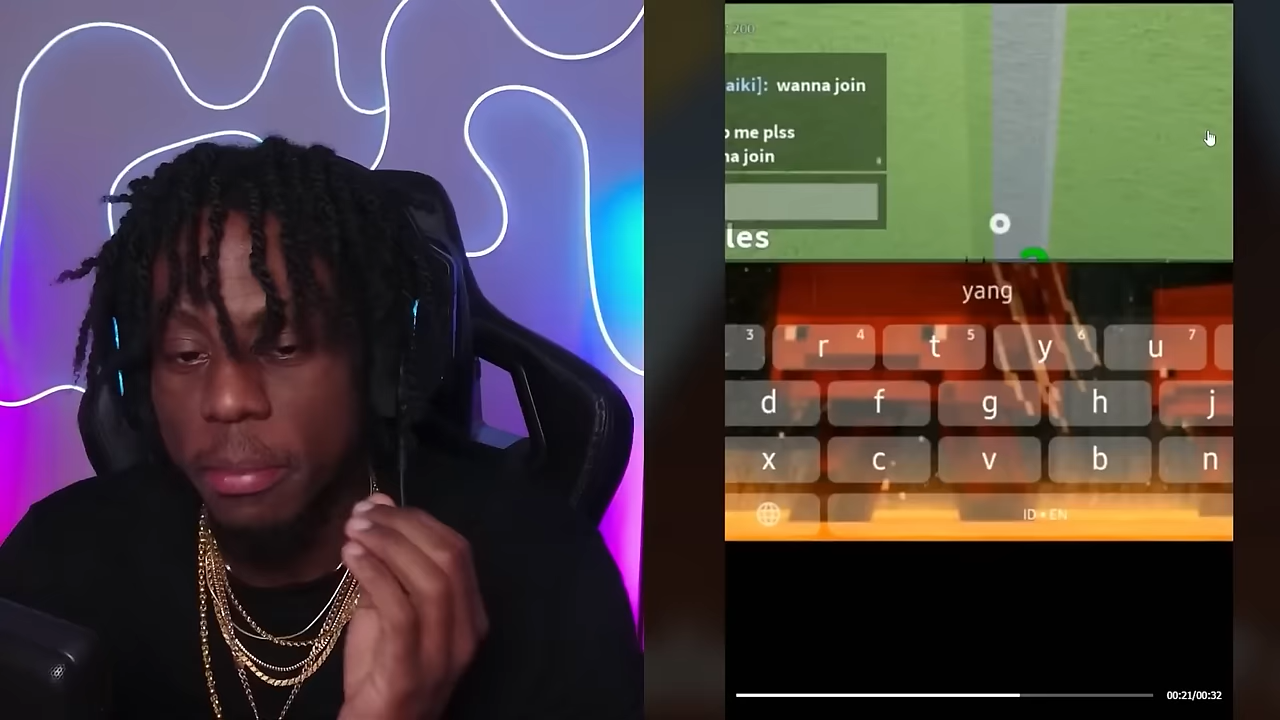 : 200
aiki]: wanna join
me plss
na join
les
yang
3 r 4 t 5 y 6 u 7
d f g h j
x c v b n
ID • EN
00:21/00:32